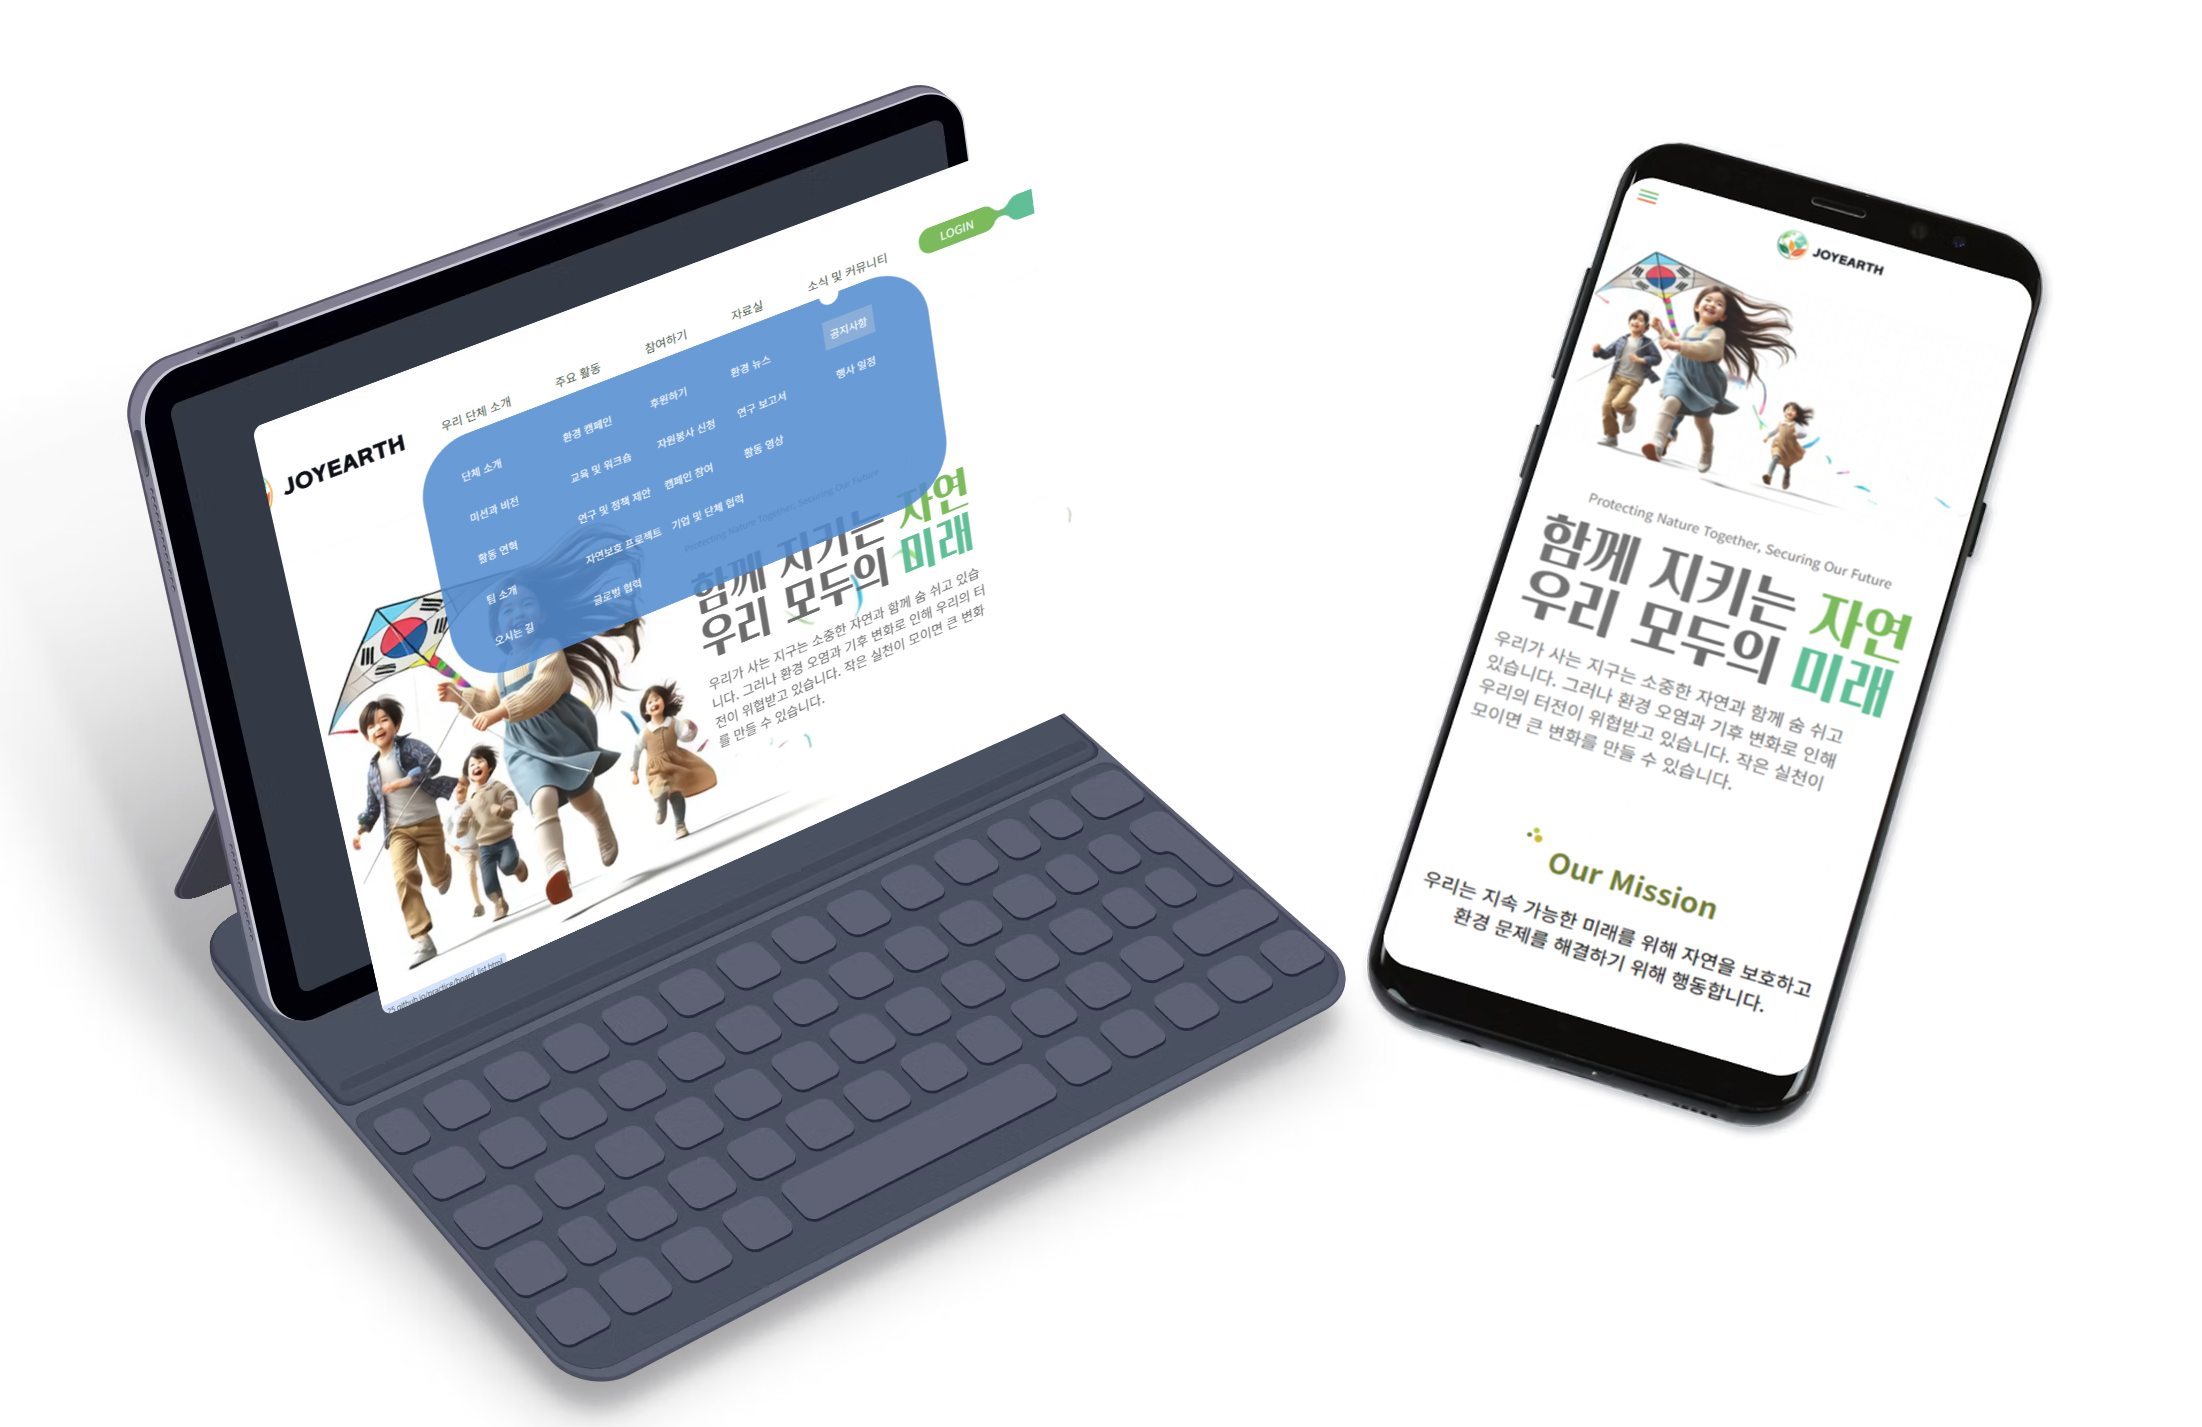 LOGIN
JOYEARTH
우리 단체 소개
주요 활동
참여하기
자료실
소식 및 커뮤니티
단체 소개
미션과 비전
활동 연혁
팀 소개
오시는 길
환경 캠페인
교육 및 워크숍
연구 및 정책 제안
자연보호 프로젝트
글로벌 협력
후원하기
자원봉사 신청
캠페인 참여
기업 및 단체 협력
환경 뉴스
연구 보고서
활동 영상
공지사항
행사 일정
Protecting Nature Together, Securing Our Future
함께 지키는 자연
우리 모두의 미래
우리가 사는 지구는 소중한 자연과 함께 숨 쉬고 있습
니다. 그러나 환경 오염과 기후 변화로 인해 우리의 터
전이 위협받고 있습니다. 작은 실천이 모이면 큰 변화
를 만들 수 있습니다.
JOYEARTH
Protecting Nature Together, Securing Our Future
함께 지키는 자연
우리 모두의 미래
우리가 사는 지구는 소중한 자연과 함께 숨 쉬고
있습니다. 그러나 환경 오염과 기후 변화로 인해
우리의 터전이 위협받고 있습니다. 작은 실천이
모이면 큰 변화를 만들 수 있습니다.
Our Mission
우리는 지속 가능한 미래를 위해 자연을 보호하고
환경 문제를 해결하기 위해 행동합니다.